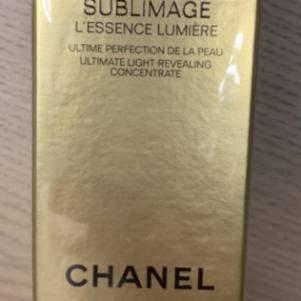 SUBLIMAGE
L'ESSENCE LUMIÈRE
ULTIME PERFECTION DE LA PEAU
ULTIMATE LIGHT-REVEALING
CONCENTRATE
CHANEL